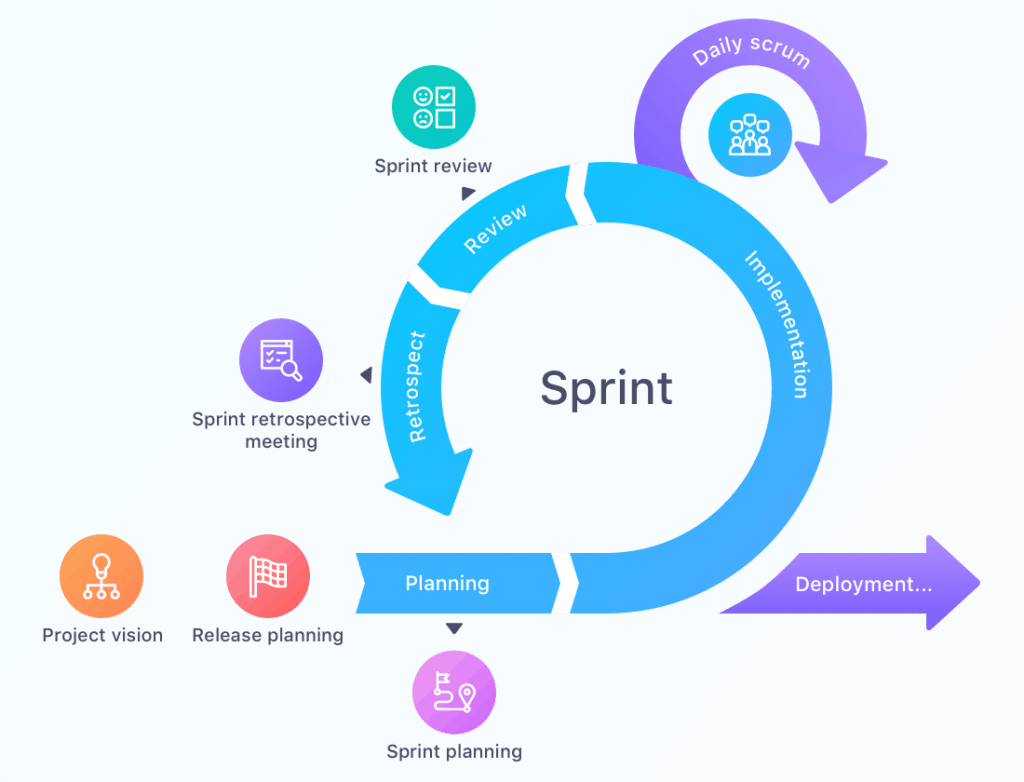 Daily scrum
Sprint review
Review
Implementation
Retrospect
Sprint
Sprint retrospective
meeting
Planning
Deployment...
Project vision
Release planning
Sprint planning